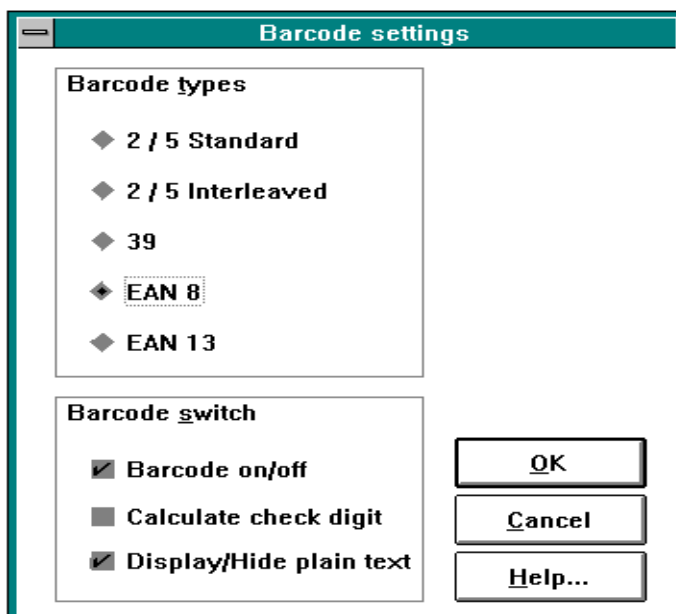 Barcode settings
Barcode types
2 / 5 Standard
2 / 5 Interleaved
39
EAN 8
EAN 13
Barcode switch
Barcode on/off
Calculate check digit
Display/Hide plain text
OK
Cancel
Help...